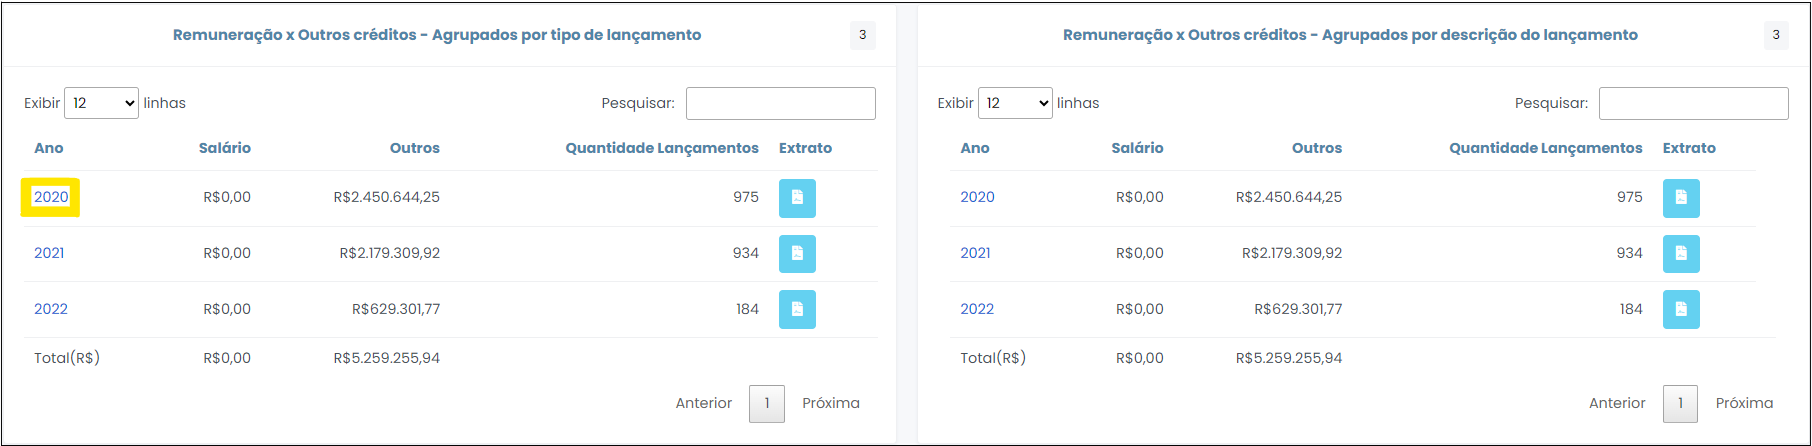 Remuneração x Outros créditos - Agrupados por tipo de lançamento 3
Exibir 12 linhas Pesquisar:
Ano Salário Outros Quantidade Lançamentos Extrato
2020 R$0,00 R$2.450.644,25 975
2021 R$0,00 R$2.179.309,92 934
2022 R$0,00 R$629.301,77 184
Total(R$) R$0,00 R$5.259.255,94
Anterior 1 Próxima
Remuneração x Outros créditos - Agrupados por descrição do lançamento 3
Exibir 12 linhas Pesquisar:
Ano Salário Outros Quantidade Lançamentos Extrato
2020 R$0,00 R$2.450.644,25 975
2021 R$0,00 R$2.179.309,92 934
2022 R$0,00 R$629.301,77 184
Total(R$) R$0,00 R$5.259.255,94
Anterior 1 Próxima